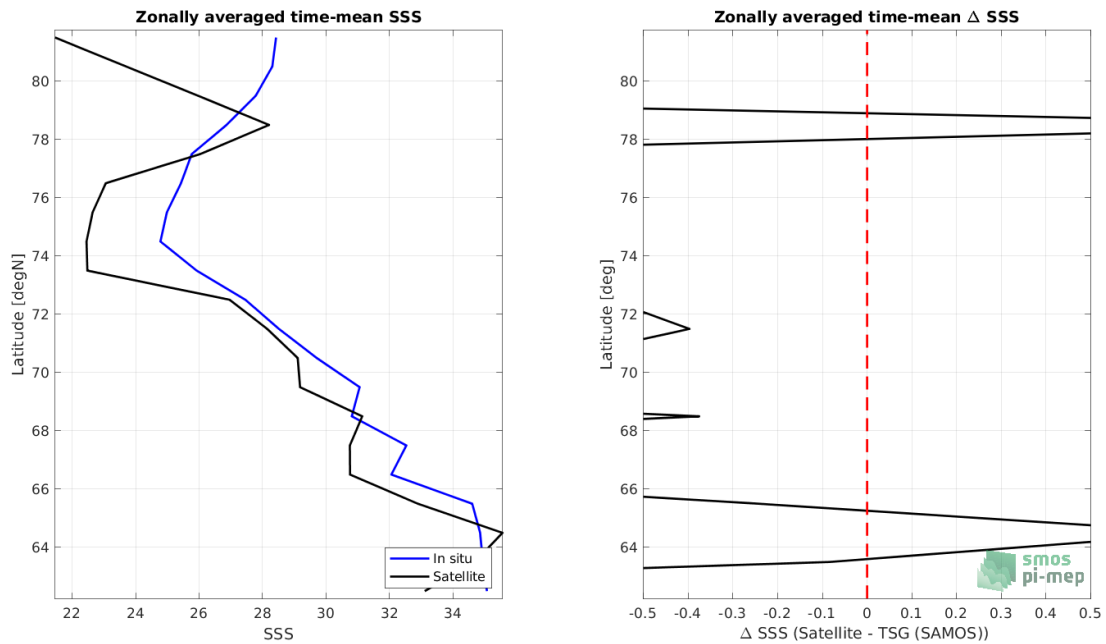 Zonally averaged time-mean SSS
80
78
76
74
72
70
68
66
64
Latitude [degN]
22 24 26 28 30 32 34
SSS
In situ
Satellite
Zonally averaged time-mean Δ SSS
80
78
76
74
72
70
68
66
64
Latitude [deg]
-0.5 -0.4 -0.3 -0.2 -0.1 0 0.1 0.2 0.3 0.4 0.5
Δ SSS (Satellite - TSG (SAMOS))
smos
pi-mep